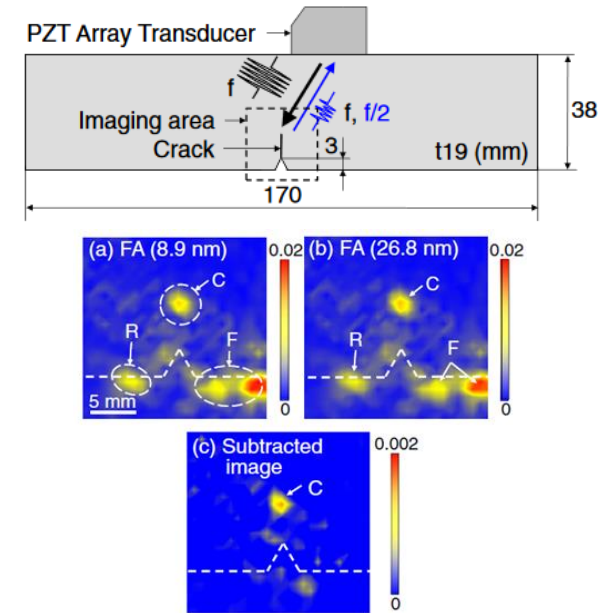 PZT Array Transducer
f
f, f/2
Imaging area
Crack
3
38
t19 (mm)
170
(a) FA (8.9 nm)
0.02
C
R
F
5 mm
0
(b) FA (26.8 nm)
0.02
C
R
F
0
(c) Subtracted
image
0.002
C
0